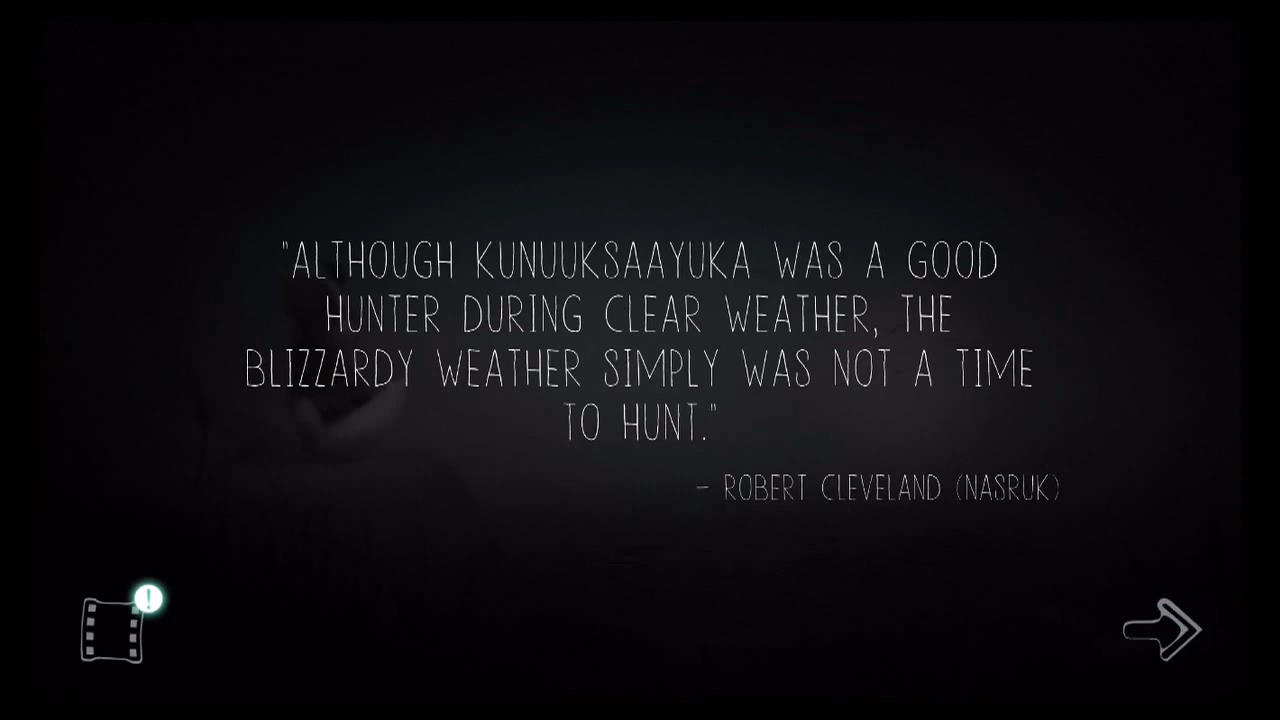 "ALTHOUGH KUNUUKSAAYUKA WAS A GOOD
HUNTER DURING CLEAR WEATHER, THE
BLIZZARDY WEATHER SIMPLY WAS NOT A TIME
TO HUNT."
- ROBERT CLEVELAND (NASRUK)
!